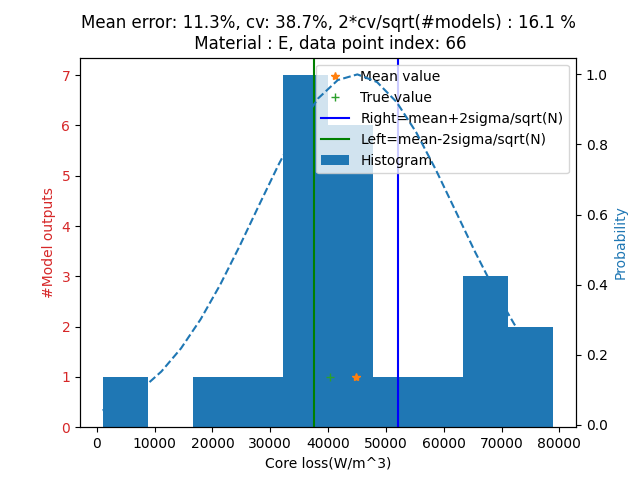 Mean error: 11.3%, cv: 38.7%, 2*cv/sqrt(#models) : 16.1 %
Material : E, data point index: 66
Mean value
True value
Right=mean+2sigma/sqrt(N)
Left=mean-2sigma/sqrt(N)
Histogram
7
6
5
4
3
2
1
0
#Model outputs
1.0
0.8
0.6
0.4
0.2
0.0
Probability
0 10000 20000 30000 40000 50000 60000 70000 80000
Core loss(W/m^3)